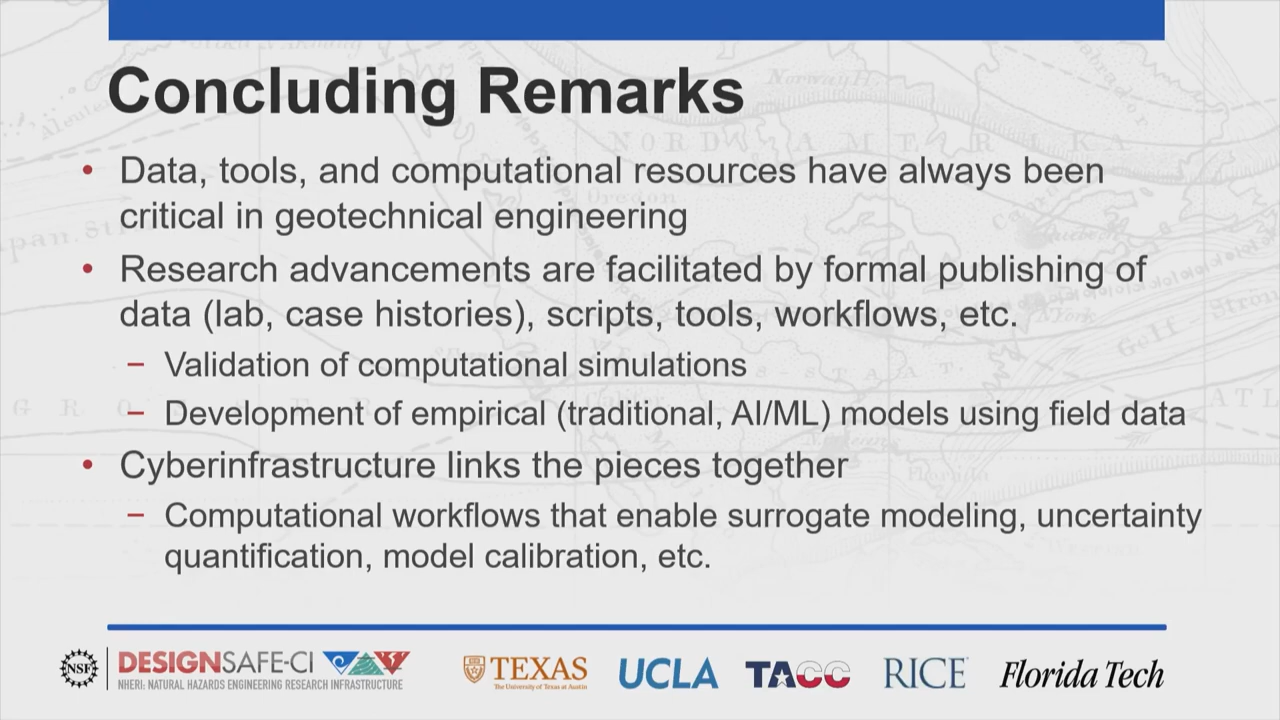 Concluding Remarks
• Data, tools, and computational resources have always been
critical in geotechnical engineering
• Research advancements are facilitated by formal publishing of
data (lab, case histories), scripts, tools, workflows, etc.
– Validation of computational simulations
– Development of empirical (traditional, AI/ML) models using field data
• Cyberinfrastructure links the pieces together
– Computational workflows that enable surrogate modeling, uncertainty
quantification, model calibration, etc.
NSF
DESIGNSAFE-CI
NHERI: NATURAL HAZARDS ENGINEERING RESEARCH INFRASTRUCTURE
TEXAS
The University of Texas at Austin
UCLA
TACC
RICE
Florida Tech